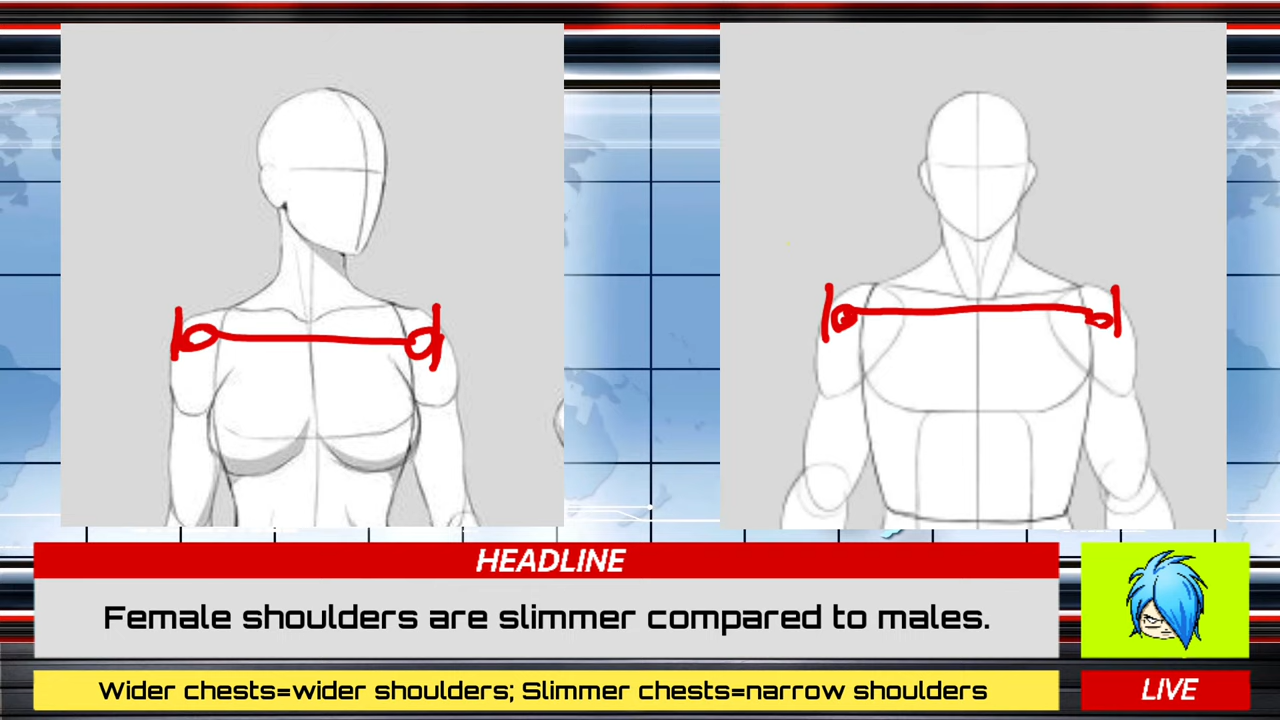 HEADLINE
Female shoulders are slimmer compared to males.
Wider chests=wider shoulders; Slimmer chests=narrow shoulders
LIVE